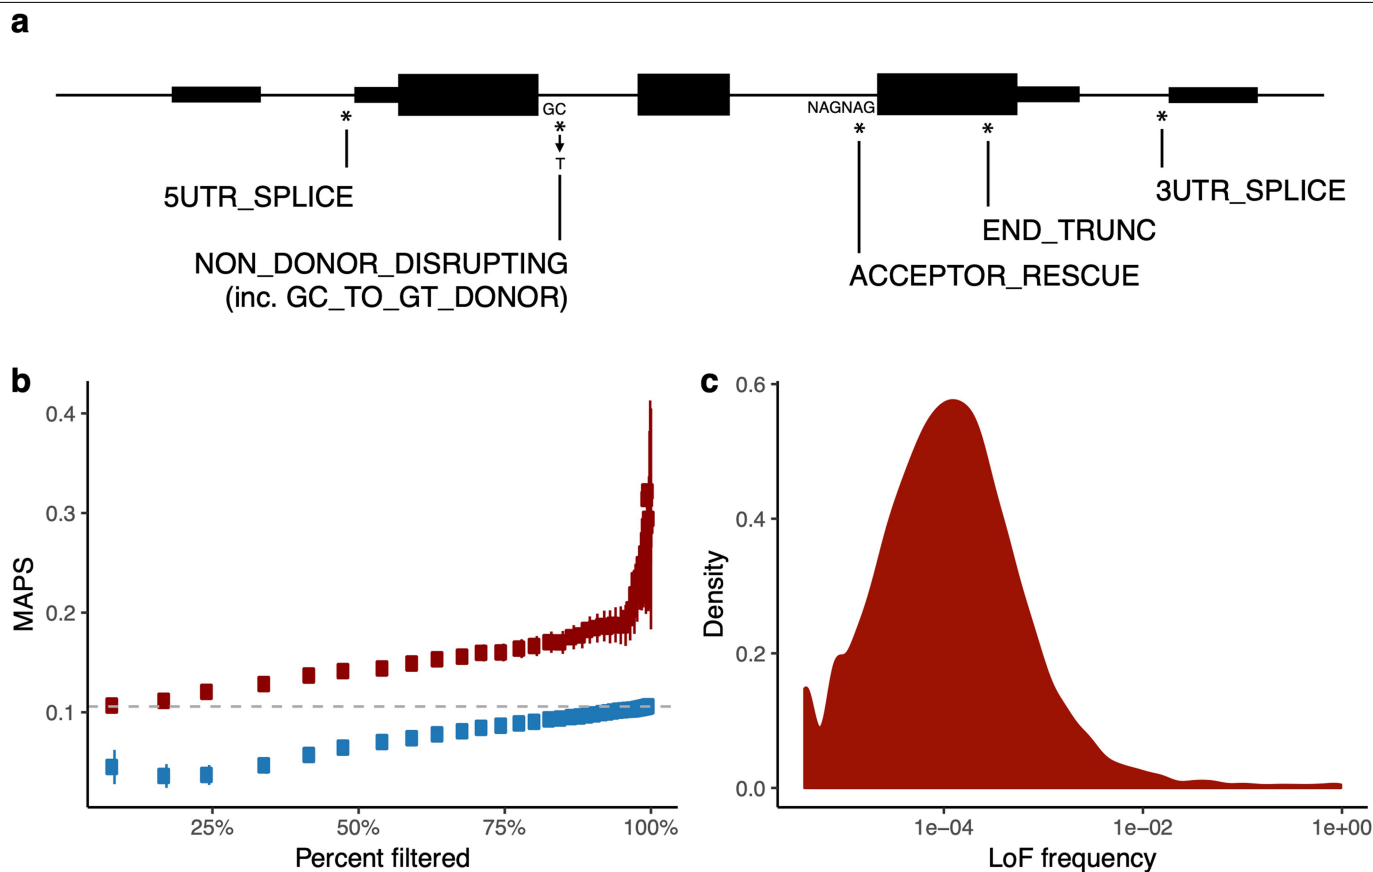 a
GC
NAGNAG
*
*
*
*
*
T
5UTR_SPLICE
3UTR_SPLICE
END_TRUNC
NON_DONOR_DISRUPTING
ACCEPTOR_RESCUE
(inc. GC_TO_GT_DONOR)
b
0.4
0.3
0.2
0.1
MAPS
25%
50%
75%
100%
Percent filtered
c
0.6
0.4
0.2
0.0
Density
1e-04
1e-02
1e+00
LoF frequency